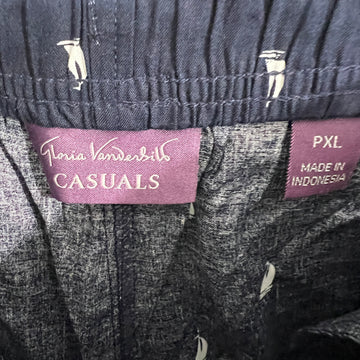 Gloria Vanderbilt
CASUALS
PXL
MADE IN
INDONESIA